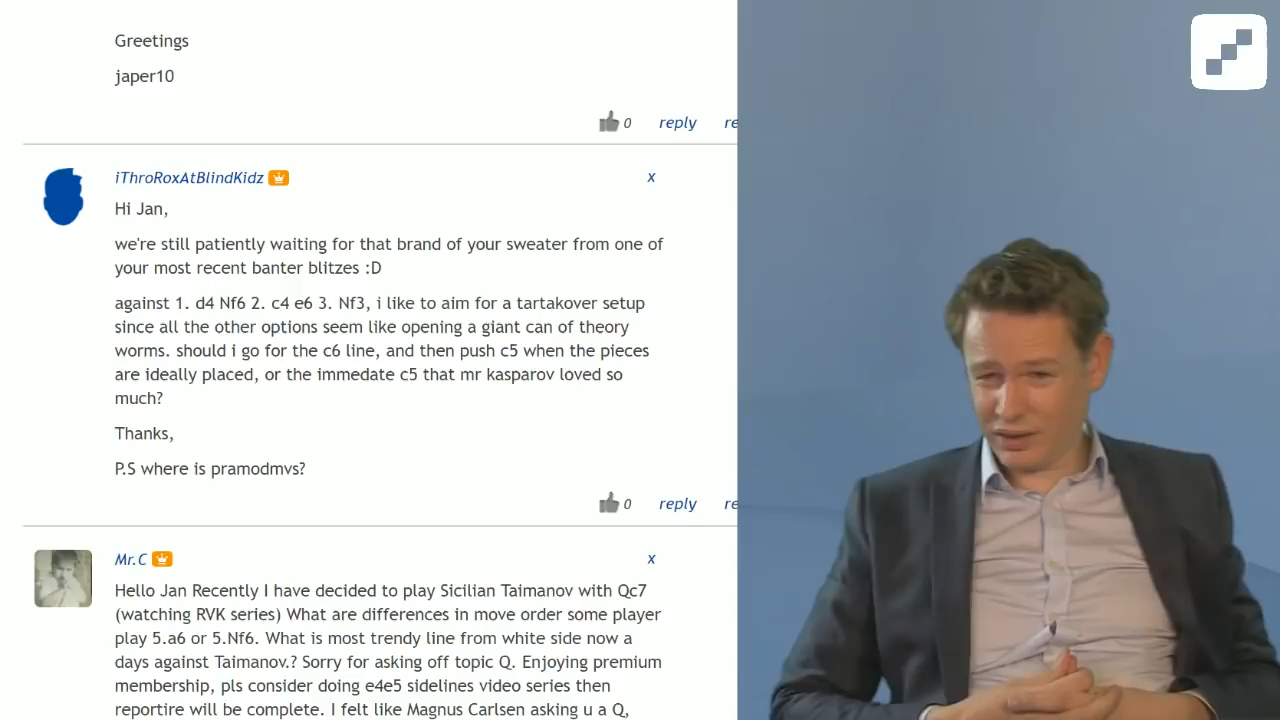 Greetings
japer10
0 reply re
iThroRoxAtBlindKidz x
Hi Jan,
we're still patiently waiting for that brand of your sweater from one of
your most recent banter blitzes :D
against 1. d4 Nf6 2. c4 e6 3. Nf3, i like to aim for a tartakover setup
since all the other options seem like opening a giant can of theory
worms. should i go for the c6 line, and then push c5 when the pieces
are ideally placed, or the immedate c5 that mr kasparov loved so
much?
Thanks,
P.S where is pramodmvs?
0 reply re
Mr.C x
Hello Jan Recently I have decided to play Sicilian Taimanov with Qc7
(watching RVK series) What are differences in move order some player
play 5.a6 or 5.Nf6. What is most trendy line from white side now a
days against Taimanov.? Sorry for asking off topic Q. Enjoying premium
membership, pls consider doing e4e5 sidelines video series then
reportire will be complete. I felt like Magnus Carlsen asking u a Q,